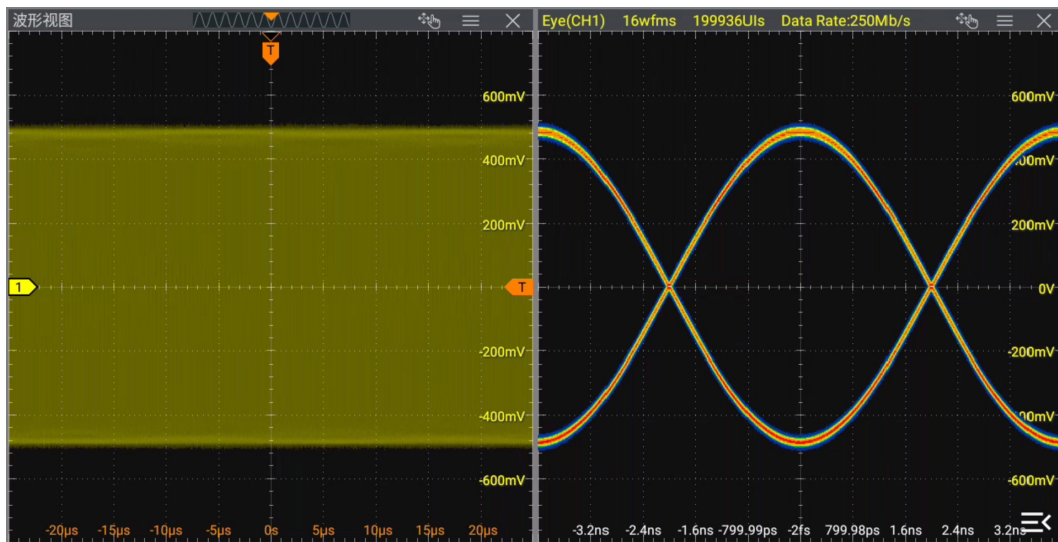 波形视图
T
600mV
400mV
200mV
1
T
-200mV
-400mV
-600mV
-20μs -15μs -10μs -5μs 0s 5μs 10μs 15μs 20μs
Eye(CH1) 16wfms 199936UIs Data Rate:250Mb/s
600mV
400mV
200mV
0V
-200mV
-400mV
-600mV
-3.2ns -2.4ns -1.6ns -799.99ps -2fs 799.98ps 1.6ns 2.4ns 3.2ns